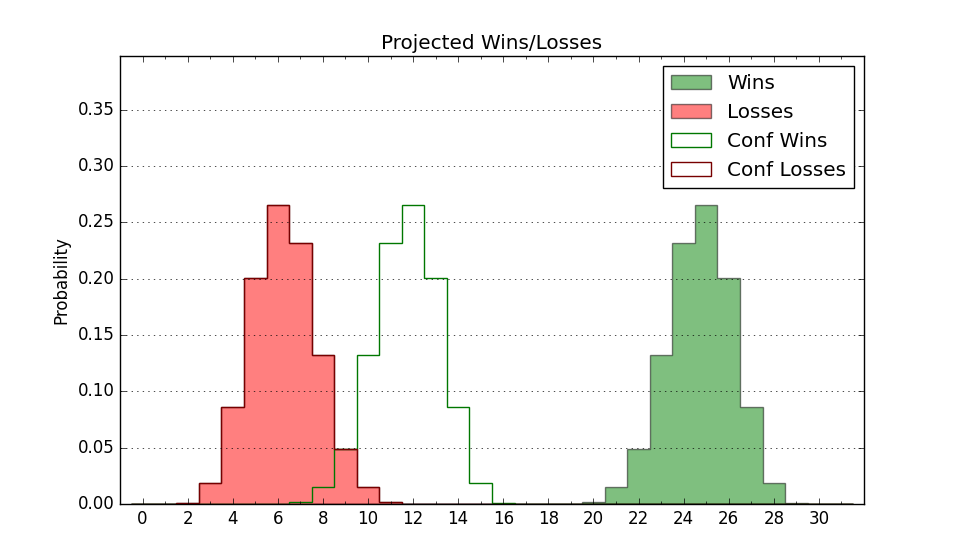 Projected Wins/Losses
Wins
Losses
Conf Wins
Conf Losses
Probability
0.35
0.30
0.25
0.20
0.15
0.10
0.05
0.00
0 2 4 6 8 10 12 14 16 18 20 22 24 26 28 30